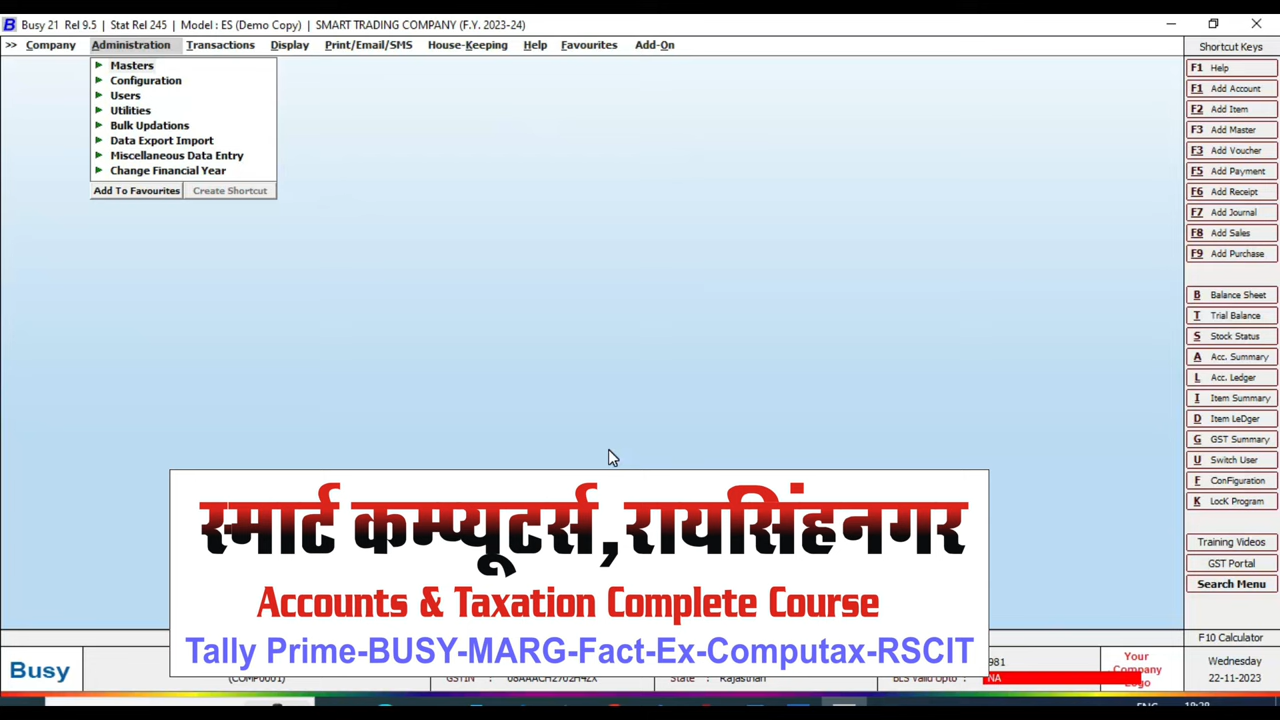 Busy 21 Rel 9.5 | Stat Rel 245 | Model : ES (Demo Copy) | SMART TRADING COMPANY (F.Y. 2023-24)
>> Company Administration Transactions Display Print/Email/SMS House-Keeping Help Favourites Add-On
Masters
Configuration
Users
Utilities
Bulk Updations
Data Export Import
Miscellaneous Data Entry
Change Financial Year
Add To Favourites Create Shortcut
Shortcut Keys
F1 Help
F1 Add Account
F2 Add Item
F3 Add Master
F3 Add Voucher
F5 Add Payment
F6 Add Receipt
F7 Add Journal
F8 Add Sales
F9 Add Purchase
B Balance Sheet
T Trial Balance
S Stock Status
A Acc. Summary
L Acc. Ledger
I Item Summary
D Item LeDger
G GST Summary
U Switch User
F ConFiguration
K LocK Program
Training Videos
GST Portal
Search Menu
F10 Calculator
स्मार्ट कम्प्यूटर्स,रायसिंहनगर
Accounts & Taxation Complete Course
Tally Prime-BUSY-MARG-Fact-Ex-Computax-RSCIT
Busy
981
NA
Your
Company
Logo
Wednesday
22-11-2023